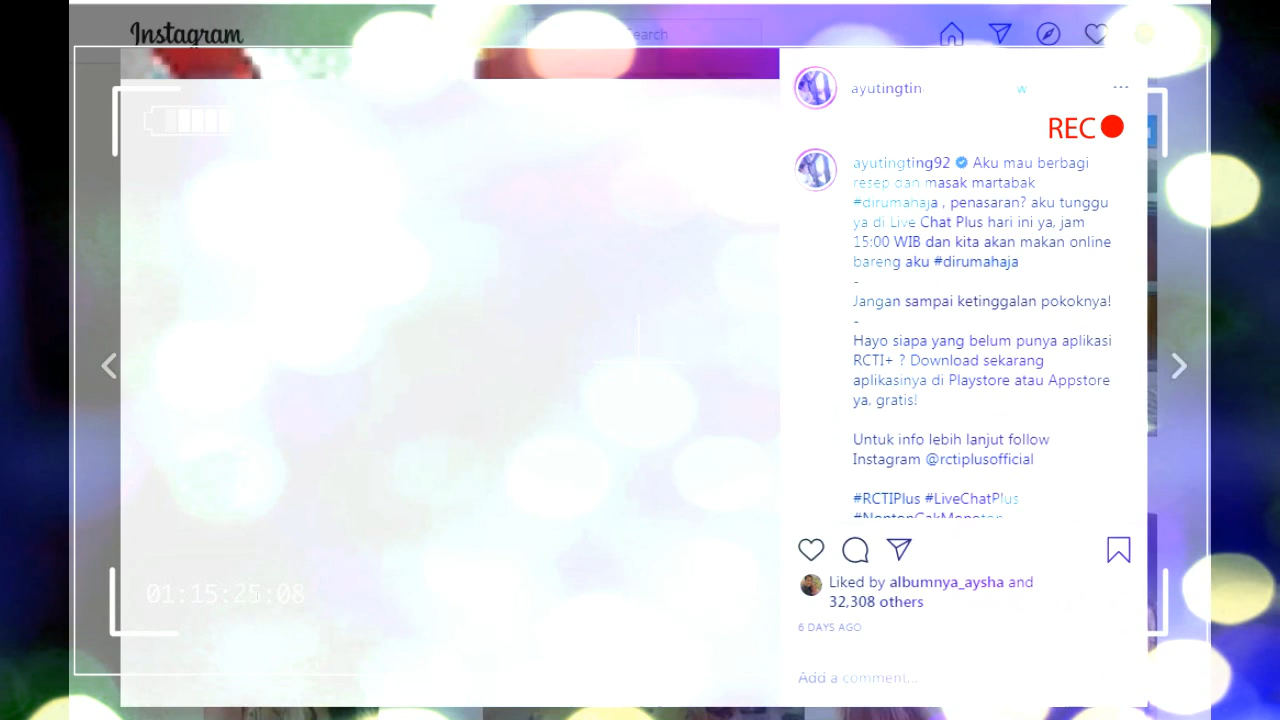 Instagram
Search
ayutingtin
w
REC
ayutingting92 Aku mau berbagi
resep dan masak martabak
#dirumahaja , penasaran? aku tunggu
ya di Live Chat Plus hari ini ya, jam
15:00 WIB dan kita akan makan online
bareng aku #dirumahaja
-
Jangan sampai ketinggalan pokoknya!
-
Hayo siapa yang belum punya aplikasi
RCTI+ ? Download sekarang
aplikasinya di Playstore atau Appstore
ya, gratis!
Untuk info lebih lanjut follow
Instagram @rctiplusofficial
#RCTIPlus #LiveChatPlus
#NontonGakMonoton
Liked by albumnya_aysha and
32,308 others
01:15:25:08
6 DAYS AGO
Add a comment...